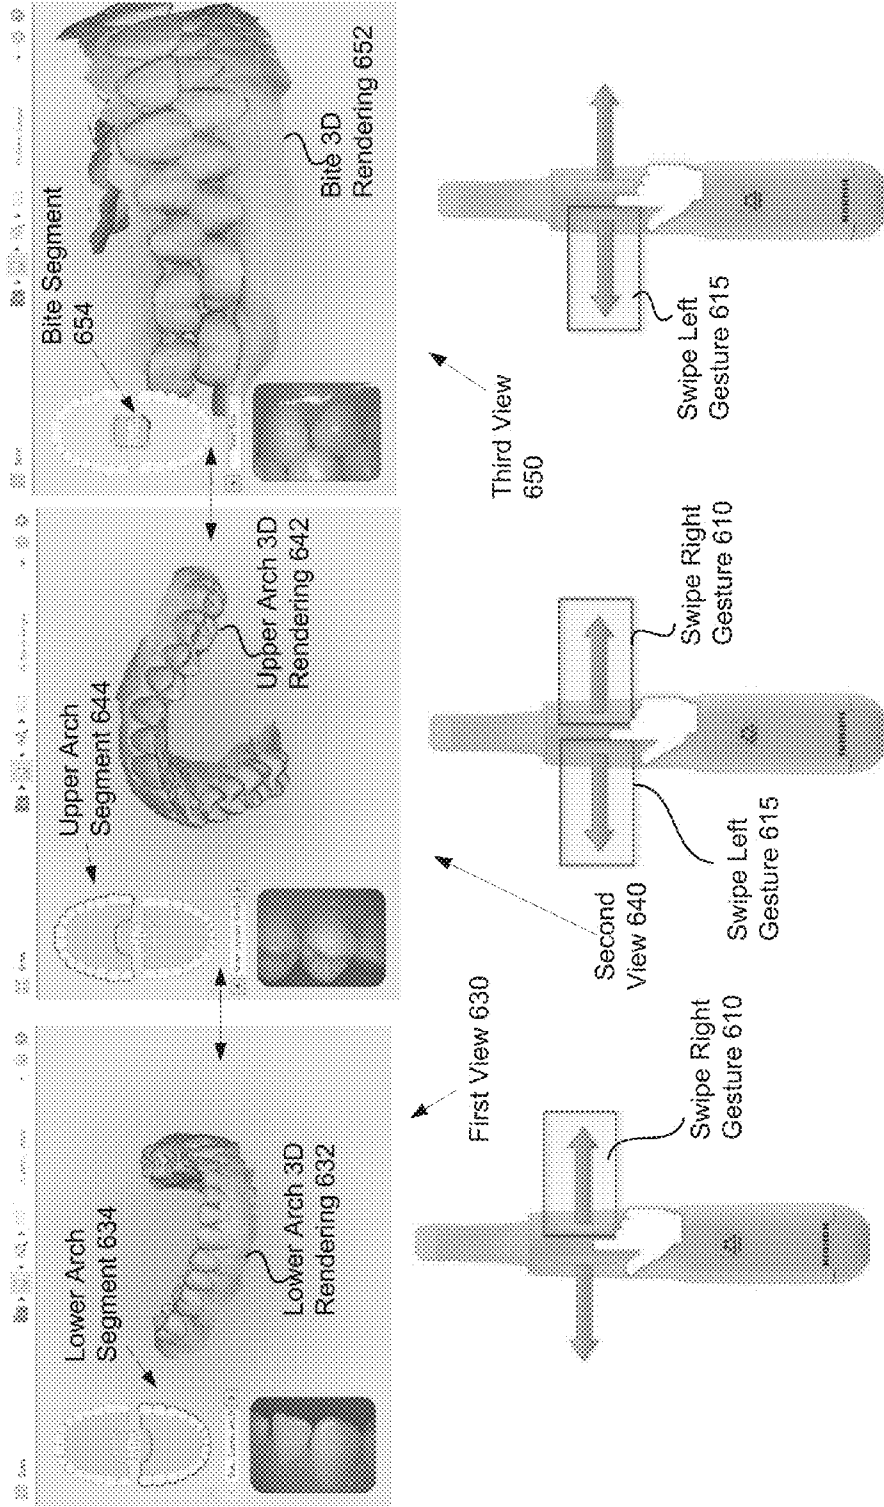 Lower Arch
Segment 634
Lower Arch 3D
Rendering 632
Upper Arch
Segment 644
Upper Arch 3D
Rendering 642
Bite Segment
654
Bite 3D
Rendering 652
First View 630
Second
View 640
Third View
650
Swipe Right
Gesture 610
Swipe Left
Gesture 615
Swipe Right
Gesture 610
Swipe Left
Gesture 615